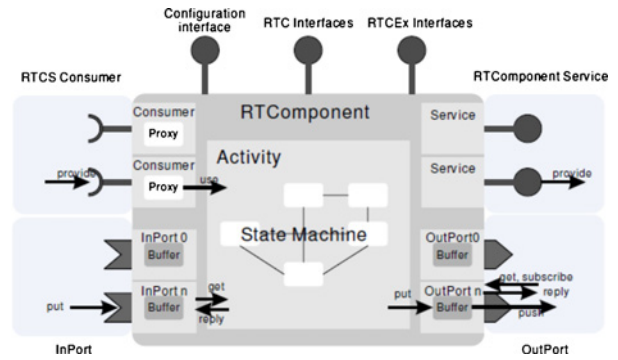 Configuration
interface
RTC Interfaces
RTCEx Interfaces
RTCS Consumer
RTComponent Service
Consumer
Proxy
RTComponent
Service
provide
Consumer
Proxy
use
Activity
Service
provide
State Machine
InPort 0
Buffer
OutPort0
Buffer
put
InPort n
Buffer
get
reply
put
OutPort n
Buffer
get, subscribe
reply
push
InPort
OutPort